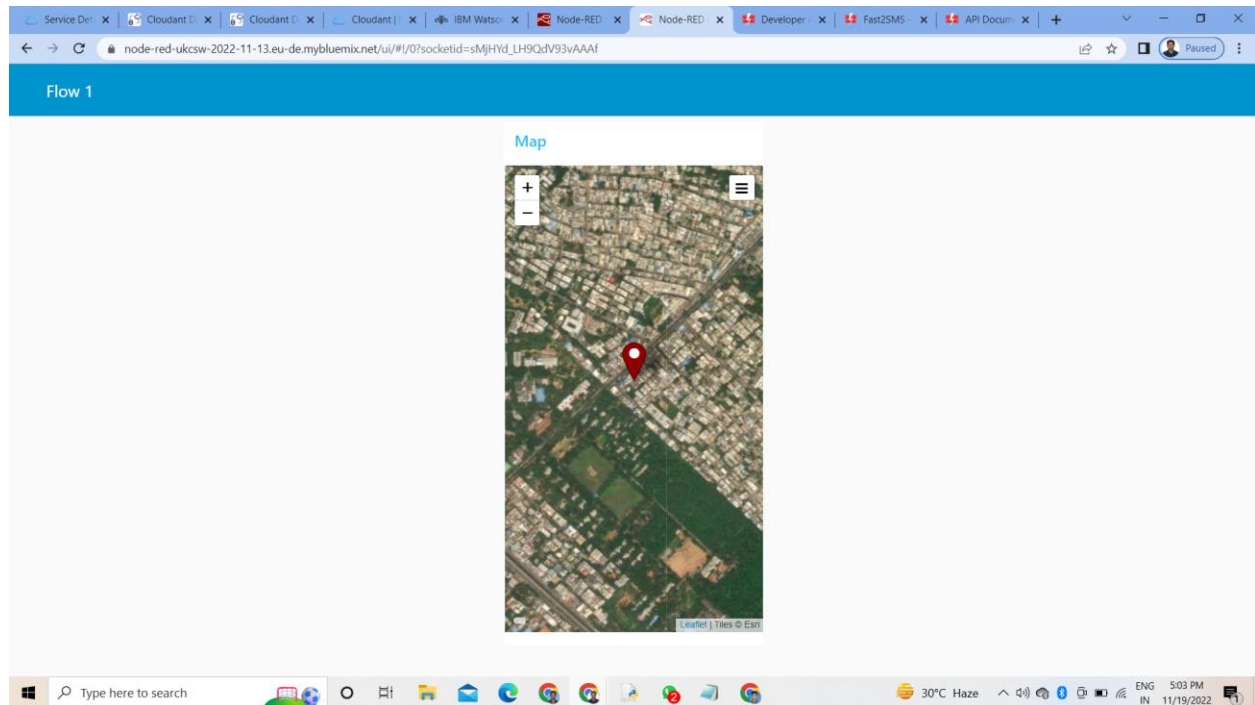 Service Det
Cloudant D
Cloudant D
Cloudant |
IBM Watso
Node-RED
Node-RED
Developer A
Fast2SMS -
API Docum
node-red-ukcsw-2022-11-13.eu-de.mybluemix.net/ui/#!/0?socketid=sMjHYd_LH9QdV93vAAAf
Paused
Flow 1
Map
+
−
Leaflet | Tiles © Esri
Type here to search
2
30°C Haze
ENG
IN
5:03 PM
11/19/2022
1